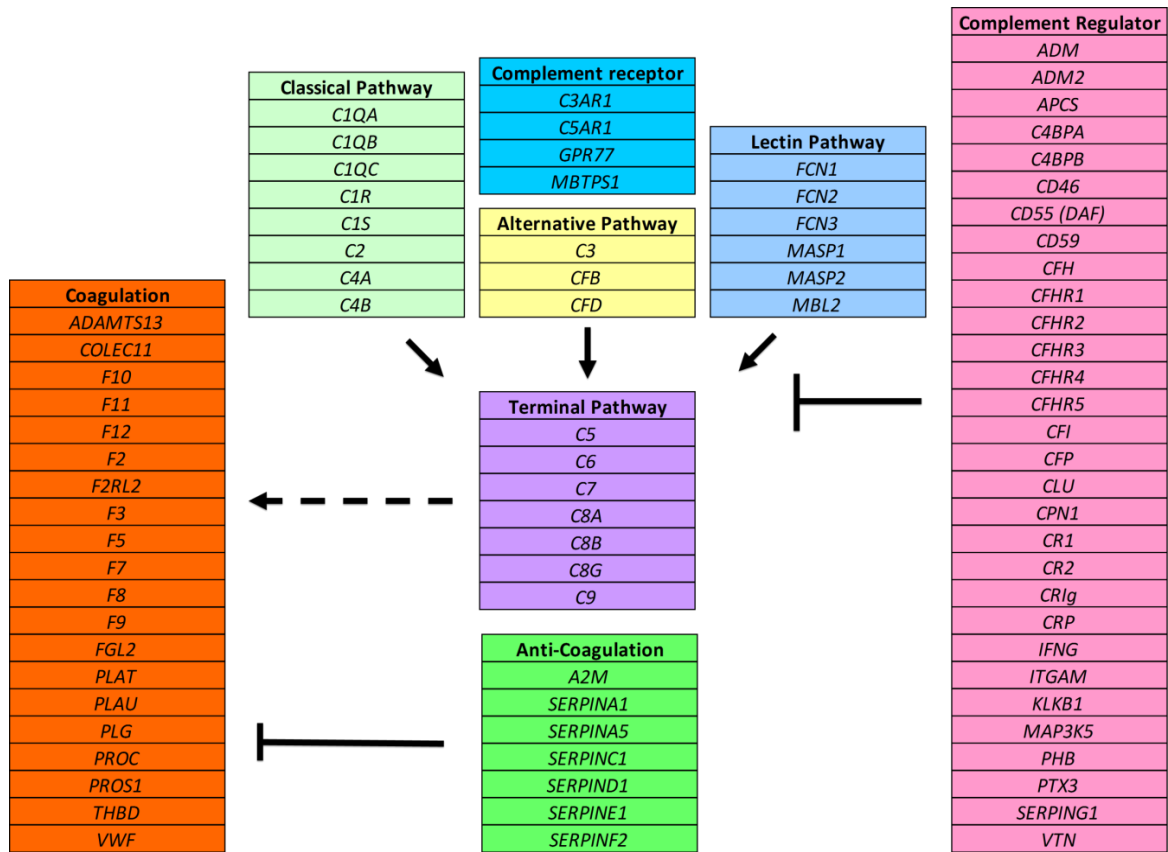 Coagulation
ADAMTS13
COLEC11
F10
F11
F12
F2
F2RL2
F3
F5
F7
F8
F9
FGL2
PLAT
PLAU
PLG
PROC
PROS1
THBD
VWF
Classical Pathway
C1QA
C1QB
C1QC
C1R
C1S
C2
C4A
C4B
Complement receptor
C3AR1
C5AR1
GPR77
MBTPS1
Alternative Pathway
C3
CFB
CFD
Lectin Pathway
FCN1
FCN2
FCN3
MASP1
MASP2
MBL2
Terminal Pathway
C5
C6
C7
C8A
C8B
C8G
C9
Anti-Coagulation
A2M
SERPINA1
SERPINA5
SERPINC1
SERPIND1
SERPINE1
SERPINF2
Complement Regulator
ADM
ADM2
APCS
C4BPA
C4BPB
CD46
CD55 (DAF)
CD59
CFH
CFHR1
CFHR2
CFHR3
CFHR4
CFHR5
CFI
CFP
CLU
CPN1
CR1
CR2
CRIg
CRP
IFNG
ITGAM
KLKB1
MAP3K5
PHB
PTX3
SERPING1
VTN